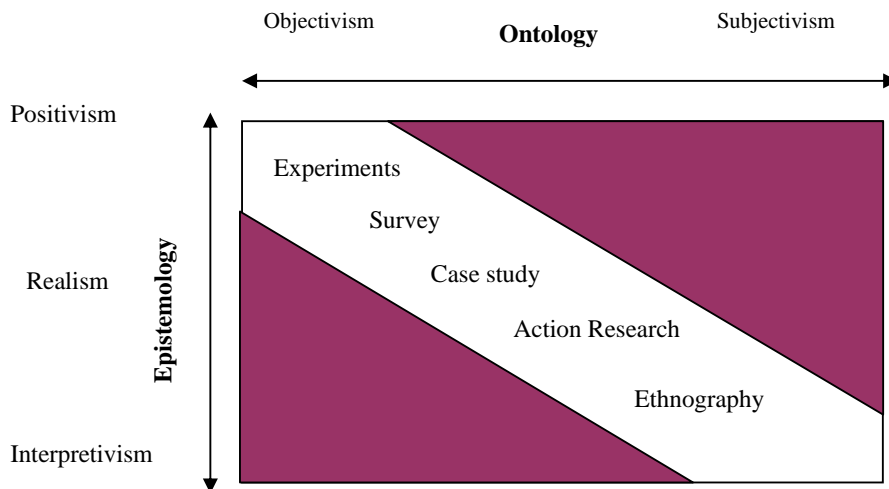 Objectivism
Ontology
Subjectivism
Positivism
Experiments
Survey
Epistemology
Realism
Case study
Action Research
Ethnography
Interpretivism